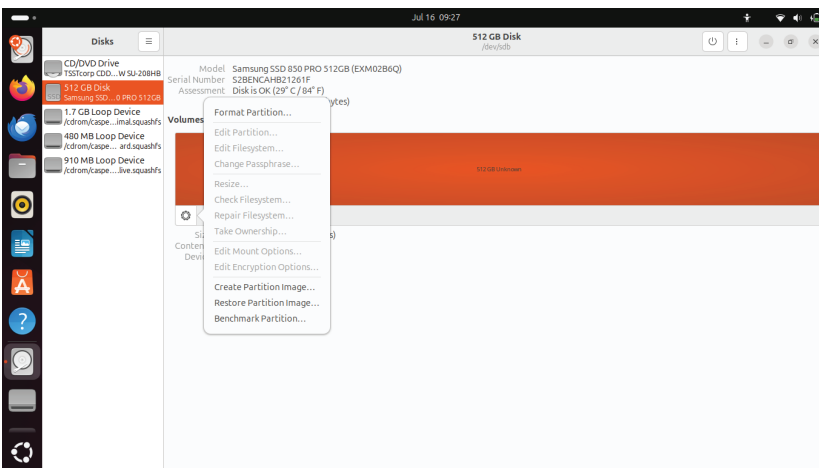 Jul 16 09:27
Disks
512 GB Disk
/dev/sdb
CD/DVD Drive
TSSTcorp CDD...W SU-208HB
512 GB Disk
Samsung SSD...0 PRO 512GB
1.7 GB Loop Device
/cdrom/caspe...imal.squashfs
480 MB Loop Device
/cdrom/caspe... ard.squashfs
910 MB Loop Device
/cdrom/caspe....live.squashfs
Model Samsung SSD 850 PRO 512GB (EXM02B6Q)
Serial Number S2BENCAHB21261F
Assessment Disk is OK (29° C / 84° F)
ytes)
Volumes
512 GB Unknown
Siz
s)
Conten
Devi
Format Partition...
Edit Partition...
Edit Filesystem...
Change Passphrase...
Resize...
Check Filesystem...
Repair Filesystem...
Take Ownership...
Edit Mount Options...
Edit Encryption Options...
Create Partition Image...
Restore Partition Image...
Benchmark Partition...